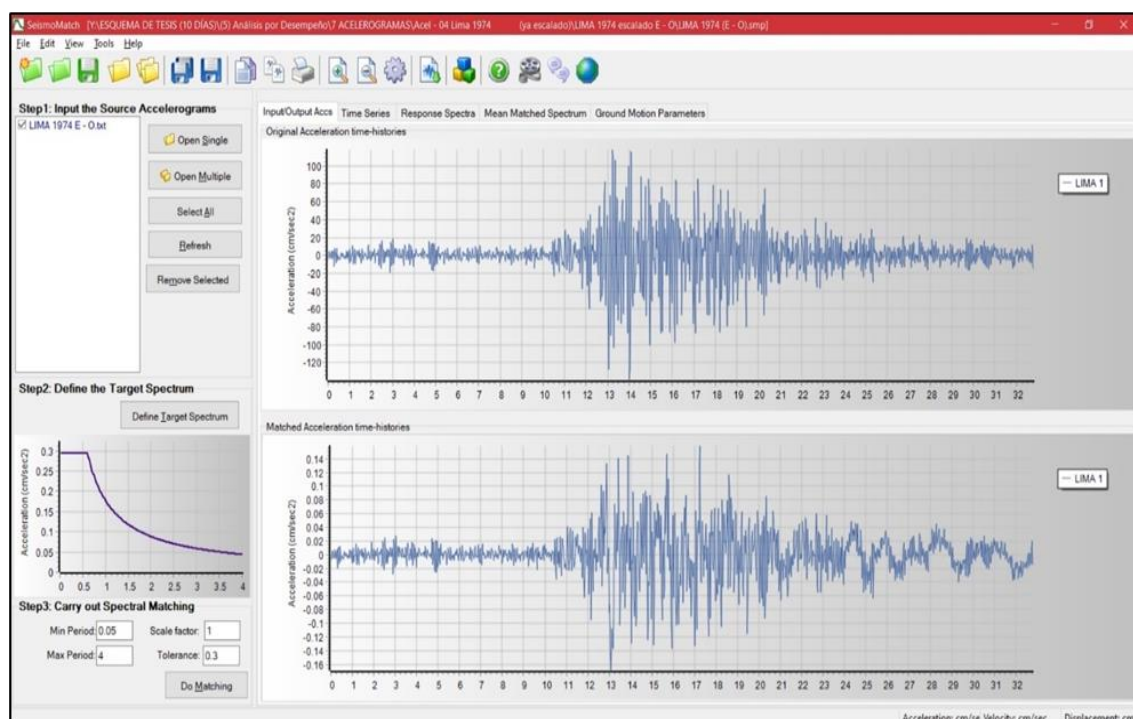 SeismoMatch [Y:\ESQUEMA DE TESIS (10 DÍAS)\(5) Análisis por Desempeño\7 ACELEROGRAMAS\Acel - 04 Lima 1974 (ya escalado)\LIMA 1974 escalado E - O\LIMA 1974 (E - O).smp]
File Edit View Tools Help
Step1: Input the Source Accelerograms
LIMA 1974 E - O.txt
Open Single
Open Multiple
Select All
Refresh
Remove Selected
Step2: Define the Target Spectrum
Define Target Spectrum
Acceleration (cm/sec2)
0.3
0.25
0.2
0.15
0.1
0.05
0
0 0.5 1 1.5 2 2.5 3 3.5 4
Step3: Carry out Spectral Matching
Min Period: 0.05 Scale factor: 1
Max Period: 4 Tolerance: 0.3
Do Matching
Input/Output Accs Time Series Response Spectra Mean Matched Spectrum Ground Motion Parameters
Original Acceleration time-histories
Acceleration (cm/sec2)
100
80
60
40
20
0
-20
-40
-60
-80
-100
-120
0 1 2 3 4 5 6 7 8 9 10 11 12 13 14 15 16 17 18 19 20 21 22 23 24 25 26 27 28 29 30 31 32
LIMA 1
Matched Acceleration time-histories
Acceleration (cm/sec2)
0.14
0.12
0.1
0.08
0.06
0.04
0.02
0
-0.02
-0.04
-0.06
-0.08
-0.1
-0.12
-0.14
-0.16
0 1 2 3 4 5 6 7 8 9 10 11 12 13 14 15 16 17 18 19 20 21 22 23 24 25 26 27 28 29 30 31 32
LIMA 1